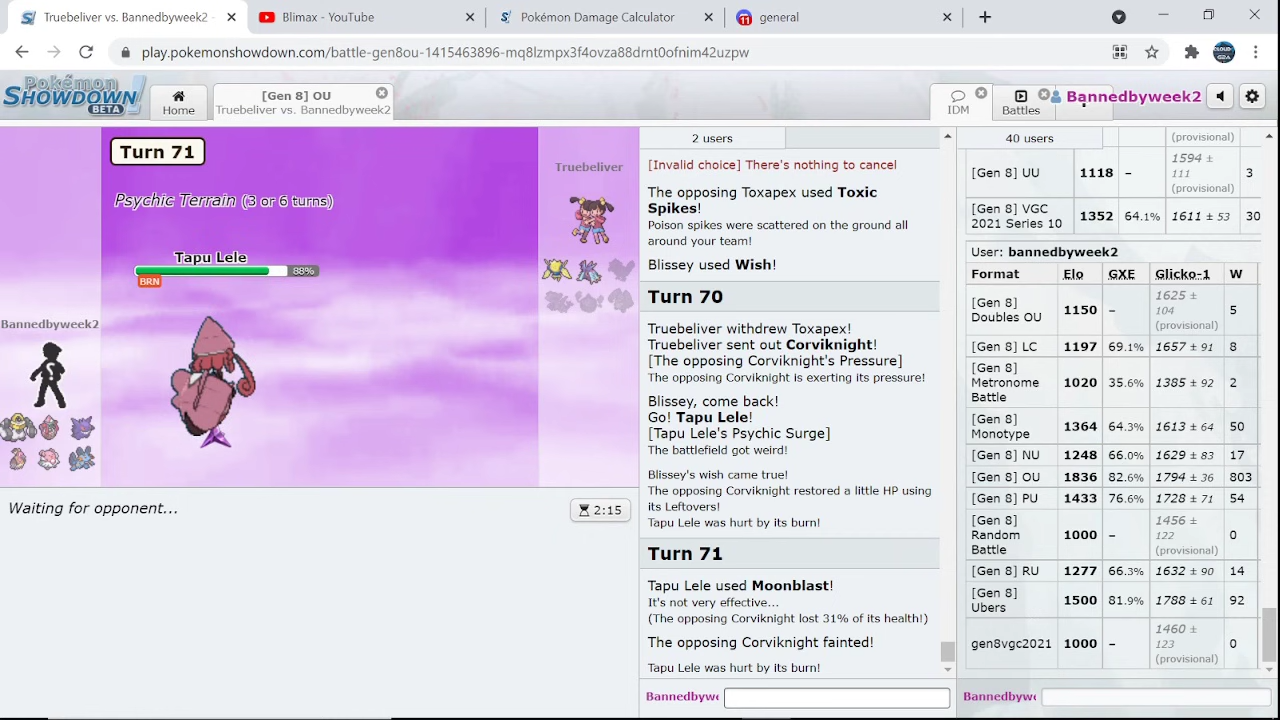 Truebeliver vs. Bannedbyweek2 -
Blimax - YouTube
Pokémon Damage Calculator
11 general
play.pokemonshowdown.com/battle-gen8ou-1415463896-mq8lzmpx3f4ovza88drnt0ofnim42uzpw
Pokémon
SHOWDOWN!
BETA
Home
[Gen 8] OU
Truebeliver vs. Bannedbyweek2
IDM
Battles
Bannedbyweek2
Turn 71
Psychic Terrain (3 or 6 turns)
Tapu Lele
88%
BRN
Truebeliver
Bannedbyweek2
Waiting for opponent...
2:15
2 users
[Invalid choice] There's nothing to cancel
The opposing Toxapex used Toxic
Spikes!
Poison spikes were scattered on the ground all
around your team!
Blissey used Wish!
Turn 70
Truebeliver withdrew Toxapex!
Truebeliver sent out Corviknight!
[The opposing Corviknight's Pressure]
The opposing Corviknight is exerting its pressure!
Blissey, come back!
Go! Tapu Lele!
[Tapu Lele's Psychic Surge]
The battlefield got weird!
Blissey's wish came true!
The opposing Corviknight restored a little HP using
its Leftovers!
Tapu Lele was hurt by its burn!
Turn 71
Tapu Lele used Moonblast!
It's not very effective...
(The opposing Corviknight lost 31% of its health!)
The opposing Corviknight fainted!
Tapu Lele was hurt by its burn!
Bannedbywe
40 users
(provisional)
[Gen 8] UU 1118 – 1594 ± 111 (provisional) 3
[Gen 8] VGC 2021 Series 10 1352 64.1% 1611 ± 53 30
User: bannedbyweek2
Format Elo GXE Glicko-1 W
[Gen 8] Doubles OU 1150 – 1625 ± 104 (provisional) 5
[Gen 8] LC 1197 69.1% 1657 ± 91 8
[Gen 8] Metronome Battle 1020 35.6% 1385 ± 92 2
[Gen 8] Monotype 1364 64.3% 1613 ± 64 50
[Gen 8] NU 1248 66.0% 1629 ± 83 17
[Gen 8] OU 1836 82.6% 1794 ± 36 803
[Gen 8] PU 1433 76.6% 1728 ± 71 54
[Gen 8] Random Battle 1000 – 1456 ± 122 (provisional) 0
[Gen 8] RU 1277 66.3% 1632 ± 90 14
[Gen 8] Ubers 1500 81.9% 1788 ± 61 92
gen8vgc2021 1000 – 1460 ± 123 (provisional) 0
Bannedbyw